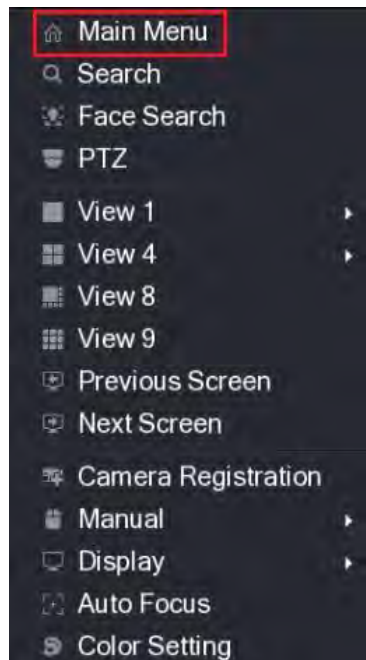 Main Menu
Search
Face Search
PTZ
View 1
View 4
View 8
View 9
Previous Screen
Next Screen
Camera Registration
Manual
Display
Auto Focus
Color Setting